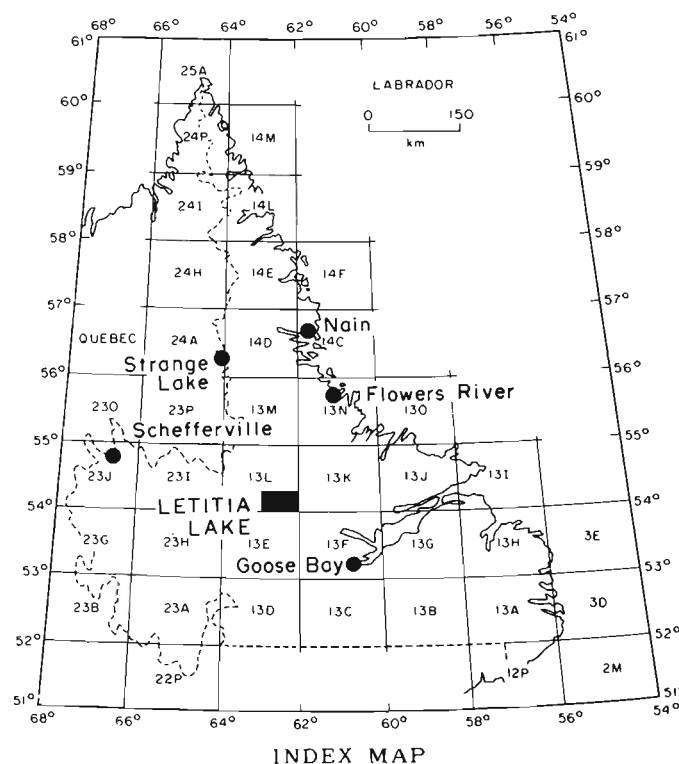 68° 66° 64° 62° 60° 58° 56° 54°
61° 61°
25A
LABRADOR
60° 60°
0 150
km
24P 14M
59° 59°
24I 14L
58° 58°
24H 14E 14F
57° 57°
Nain
QUEBEC 24A 14D 14C
Strange
Lake
56° 56°
Flowers River
23O 23P 13M 13N 13O
Schefferville
55° 55°
23J 23I 13L 13K 13J 13I
54° 54°
LETITIA
LAKE
23G 23H 13E 13F 13G 13H 3E
Goose Bay
53° 53°
23B 23A 13D 13C 13B 13A 3D
52° 52°
22P 12P 2M
51° 51°
68° 66° 64° 62° 60° 58° 56° 54°
INDEX MAP